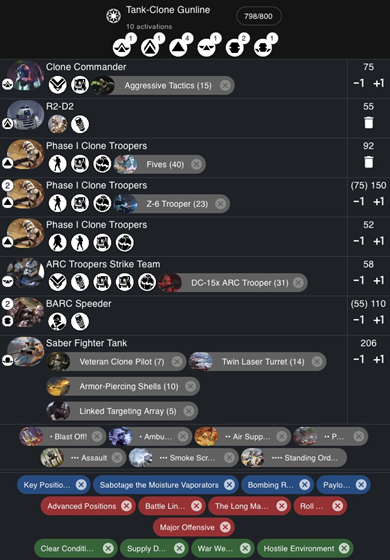 Tank-Clone Gunline
10 activations
798/800
1 1 4 1 2 1
Clone Commander 75
Aggressive Tactics (15) −1 +1
R2-D2 55
Phase I Clone Troopers 92
Fives (40)
2 Phase I Clone Troopers (75) 150
Z-6 Trooper (23) −1 +1
Phase I Clone Troopers 52
−1 +1
ARC Troopers Strike Team 58
DC-15x ARC Trooper (31) −1 +1
2 BARC Speeder (55) 110
−1 +1
Saber Fighter Tank 206
Veteran Clone Pilot (7) Twin Laser Turret (14) −1 +1
Armor-Piercing Shells (10)
Linked Targeting Array (5)
• Blast Off! • Ambu... •• Air Supp... •• P...
••• Assault ••• Smoke Scr... •••• Standing Ord...
Key Positio... Sabotage the Moisture Vaporators Bombing R... Paylo...
Advanced Positions Battle Lin... The Long Ma... Roll ...
Major Offensive
Clear Conditi... Supply D... War We... Hostile Environment